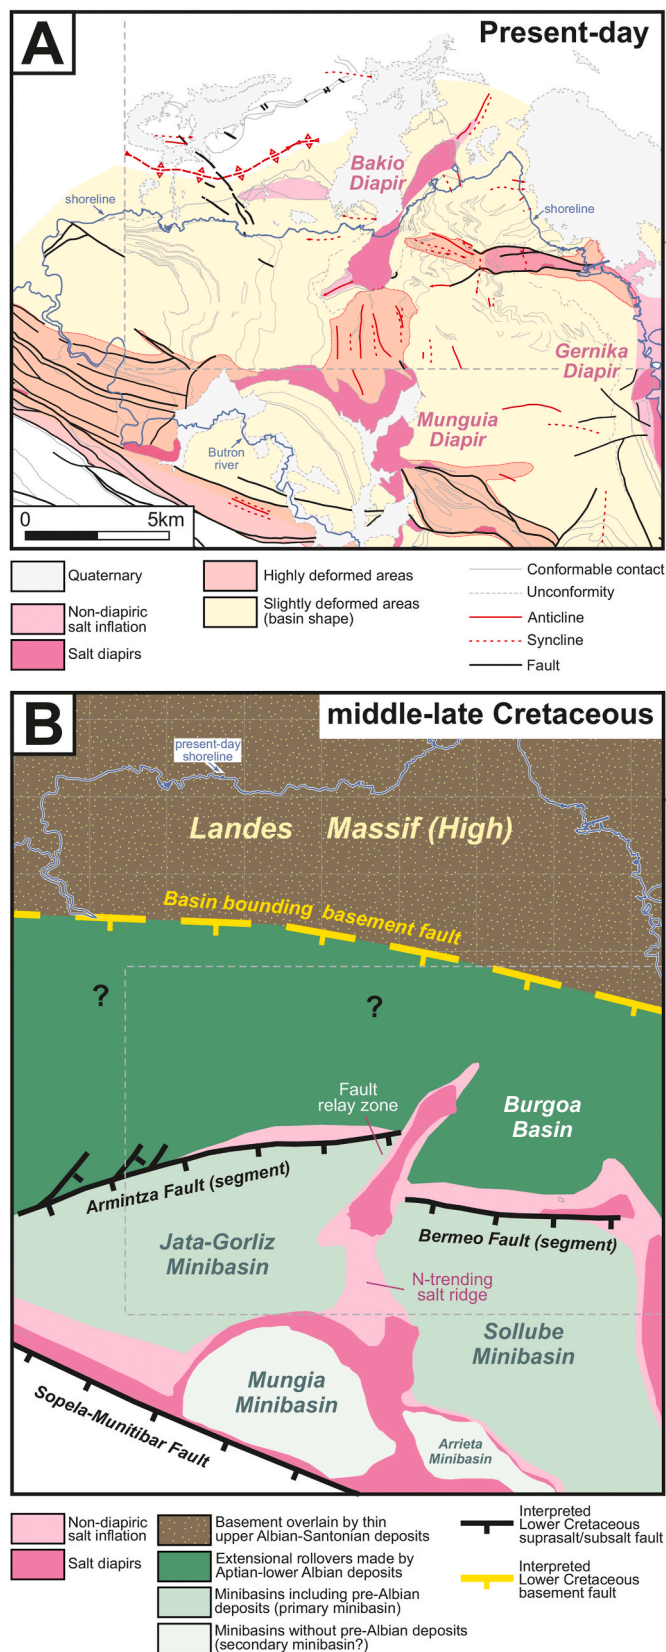 A
Present-day
Bakio
Diapir
shoreline
shoreline
Gernika
Diapir
Munguia
Diapir
Butron
river
0
5km
Quaternary
Non-diapiric
salt inflation
Salt diapirs
Highly deformed areas
Slightly deformed areas
(basin shape)
Conformable contact
Unconformity
Anticline
Syncline
Fault
B
middle-late Cretaceous
present-day
shoreline
Landes Massif (High)
Basin bounding basement fault
?
?
Fault
relay zone
Burgoa
Basin
Armintza Fault (segment)
Bermeo Fault (segment)
Jata-Gorliz
Minibasin
N-trending
salt ridge
Sollube
Minibasin
Mungia
Minibasin
Sopela-Munitibar Fault
Arrieta
Minibasin
Non-diapiric
salt inflation
Salt diapirs
Basement overlain by thin
upper Albian-Santonian deposits
Extensional rollovers made by
Aptian-lower Albian deposits
Minibasins including pre-Albian
deposits (primary minibasin)
Minibasins without pre-Albian deposits
(secondary minibasin?)
Interpreted
Lower Cretaceous
suprasalt/subsalt fault
Interpreted
Lower Cretaceous
basement fault